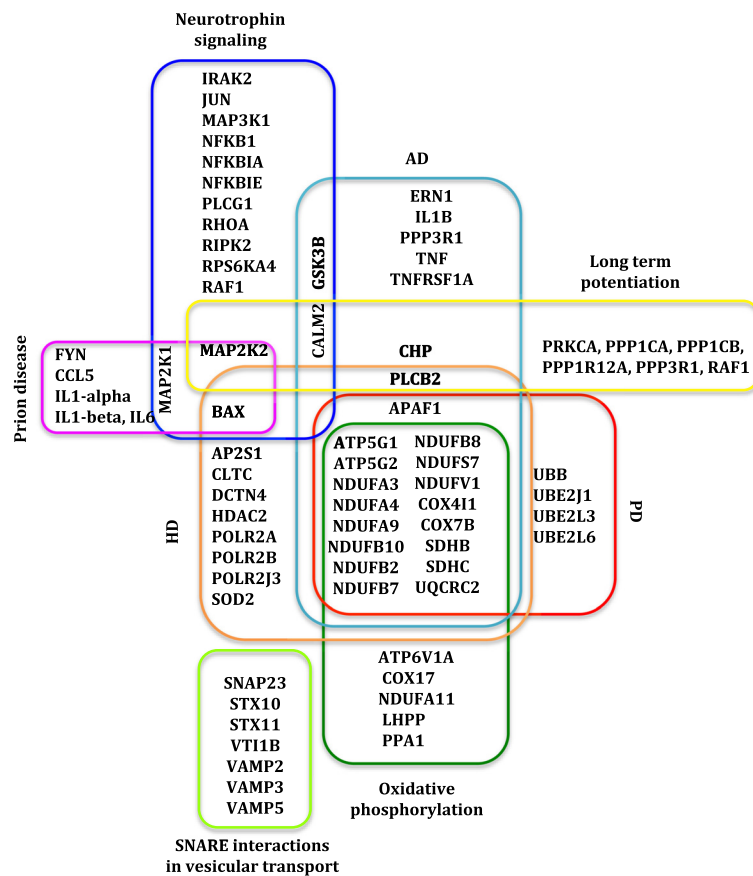 Neurotrophin
signaling
IRAK2
JUN
MAP3K1
NFKB1
NFKBIA
NFKBIE
PLCG1
RHOA
RIPK2
RPS6KA4
RAF1
AD
ERN1
IL1B
PPP3R1
TNF
TNFRSF1A
GSK3B
CALM2
Long term
potentiation
MAP2K2
MAP2K1
CHP
PLCB2
PRKCA, PPP1CA, PPP1CB,
PPP1R12A, PPP3R1, RAF1
Prion disease
FYN
CCL5
IL1-alpha
IL1-beta, IL6
BAX
APAF1
HD
AP2S1
CLTC
DCTN4
HDAC2
POLR2A
POLR2B
POLR2J3
SOD2
ATP5G1 NDUFB8
ATP5G2 NDUFS7
NDUFA3 NDUFV1
NDUFA4 COX4I1
NDUFA9 COX7B
NDUFB10 SDHB
NDUFB2 SDHC
NDUFB7 UQCRC2
UBB
UBE2J1
UBE2L3
UBE2L6
PD
ATP6V1A
COX17
NDUFA11
LHPP
PPA1
Oxidative
phosphorylation
SNAP23
STX10
STX11
VTI1B
VAMP2
VAMP3
VAMP5
SNARE interactions
in vesicular transport